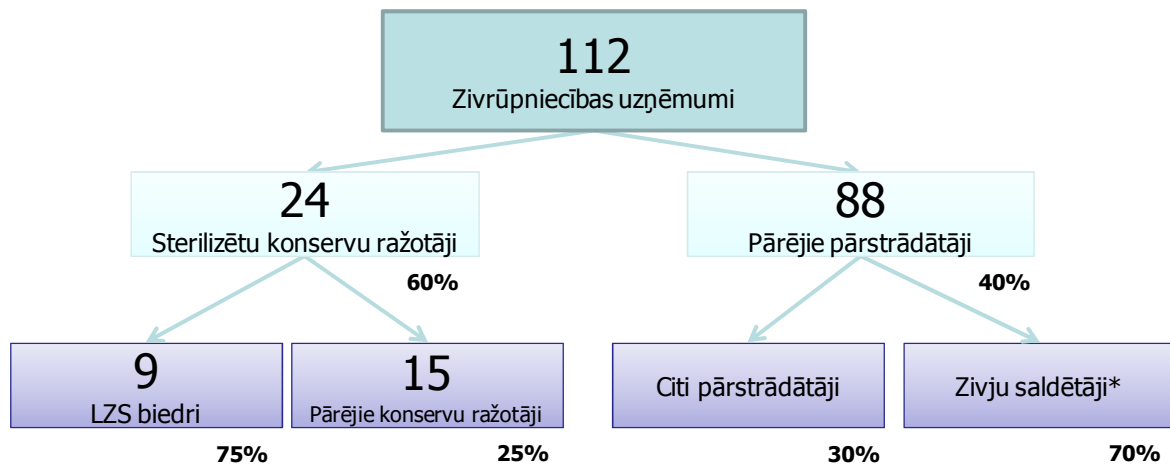 112
Zivrūpniecības uzņēmumi
24
Sterilizētu konservu ražotāji
88
Pārējie pārstrādātāji
60%
40%
9
LZS biedri
15
Pārējie konservu ražotāji
Citi pārstrādātāji
Zivju saldētāji*
75%
25%
30%
70%